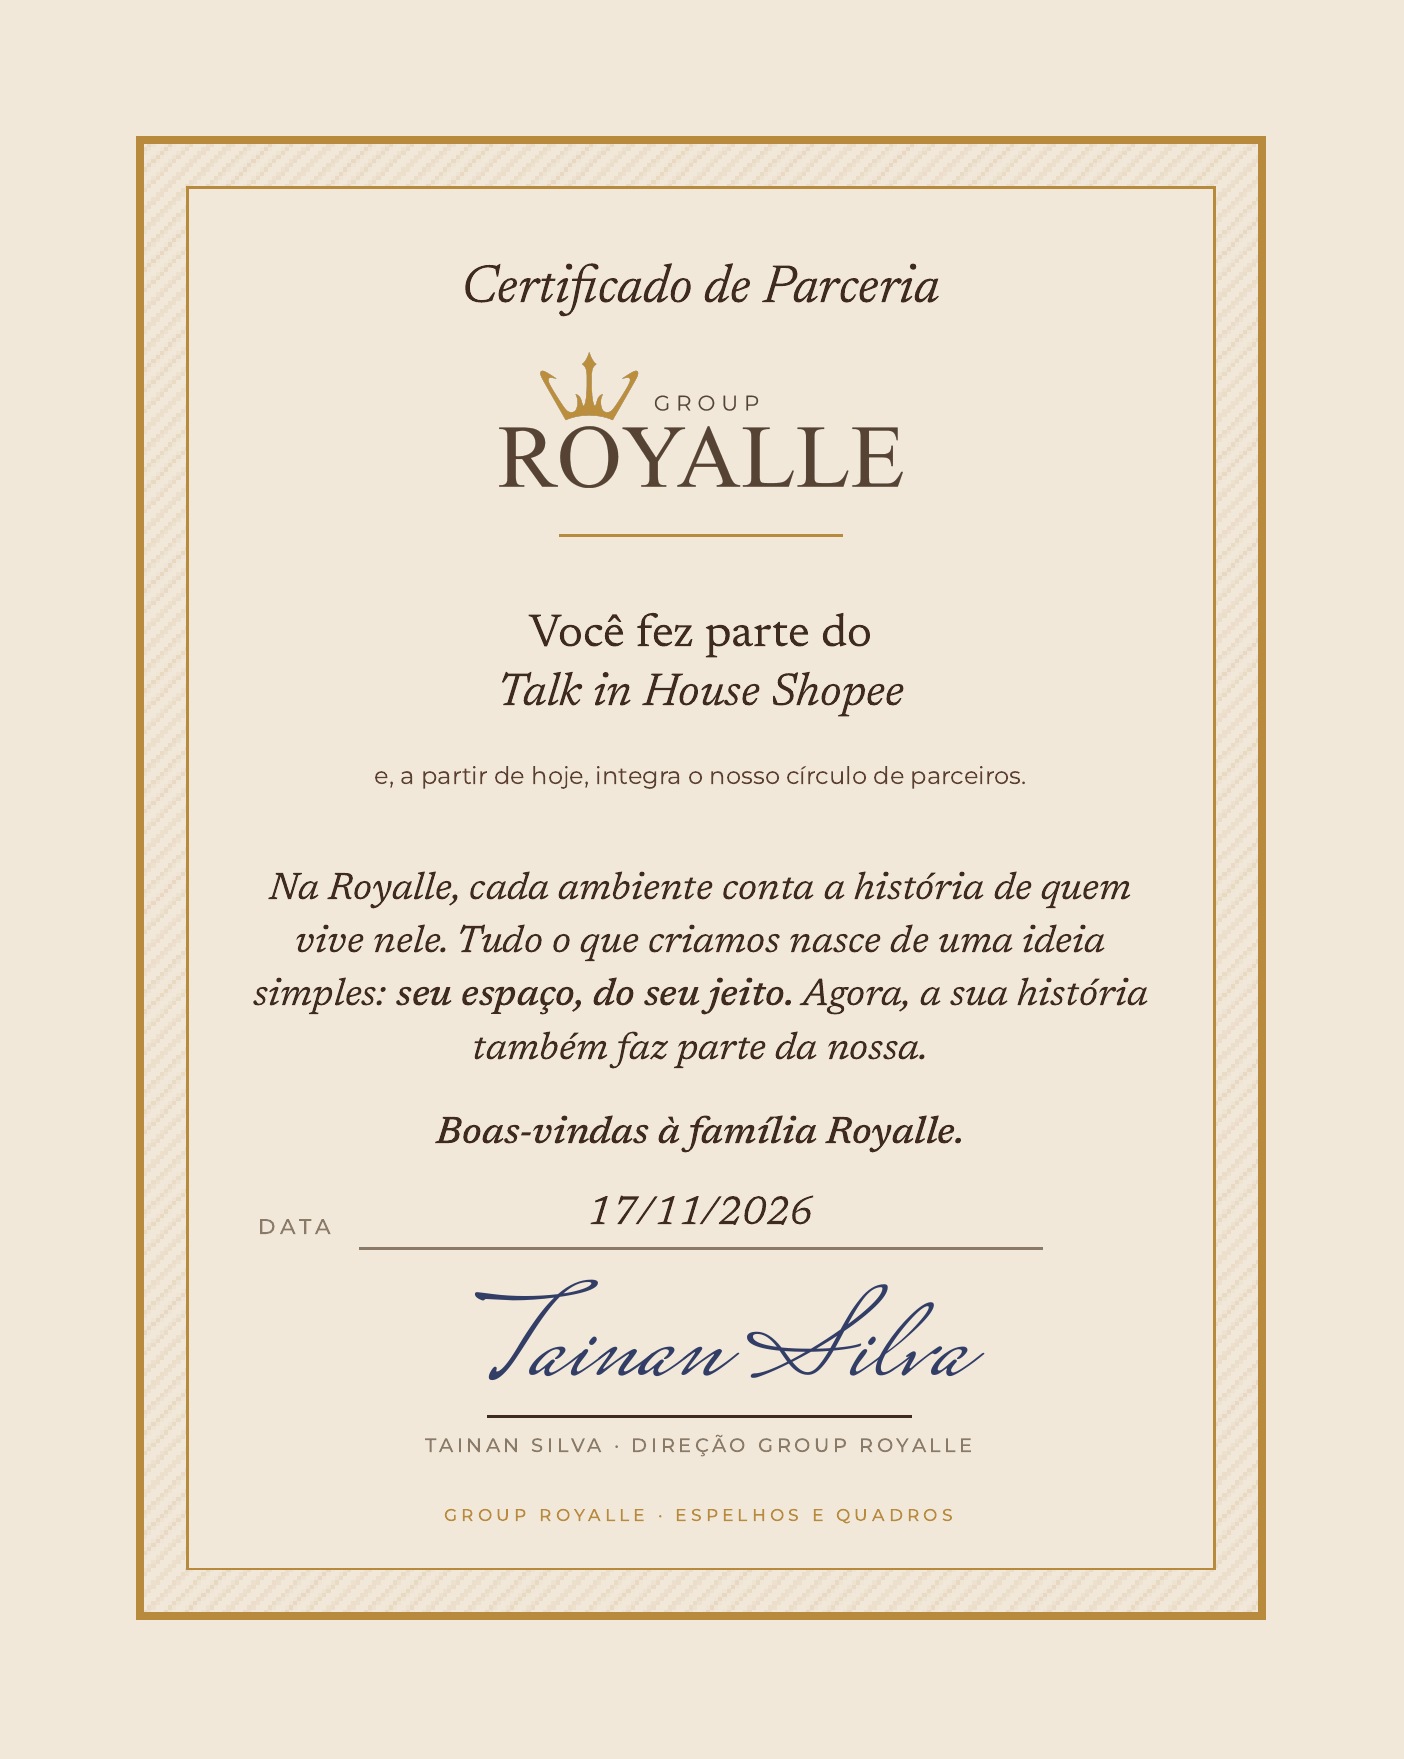 Certificado de Parceria
GROUP
ROYALLE
Você fez parte do
Talk in House Shopee
e, a partir de hoje, integra o nosso círculo de parceiros.
Na Royalle, cada ambiente conta a história de quem
vive nele. Tudo o que criamos nasce de uma ideia
simples: seu espaço, do seu jeito. Agora, a sua história
também faz parte da nossa.
Boas-vindas à família Royalle.
DATA 17/11/2026
Tainan Silva
TAINAN SILVA · DIREÇÃO GROUP ROYALLE
GROUP ROYALLE · ESPELHOS E QUADROS